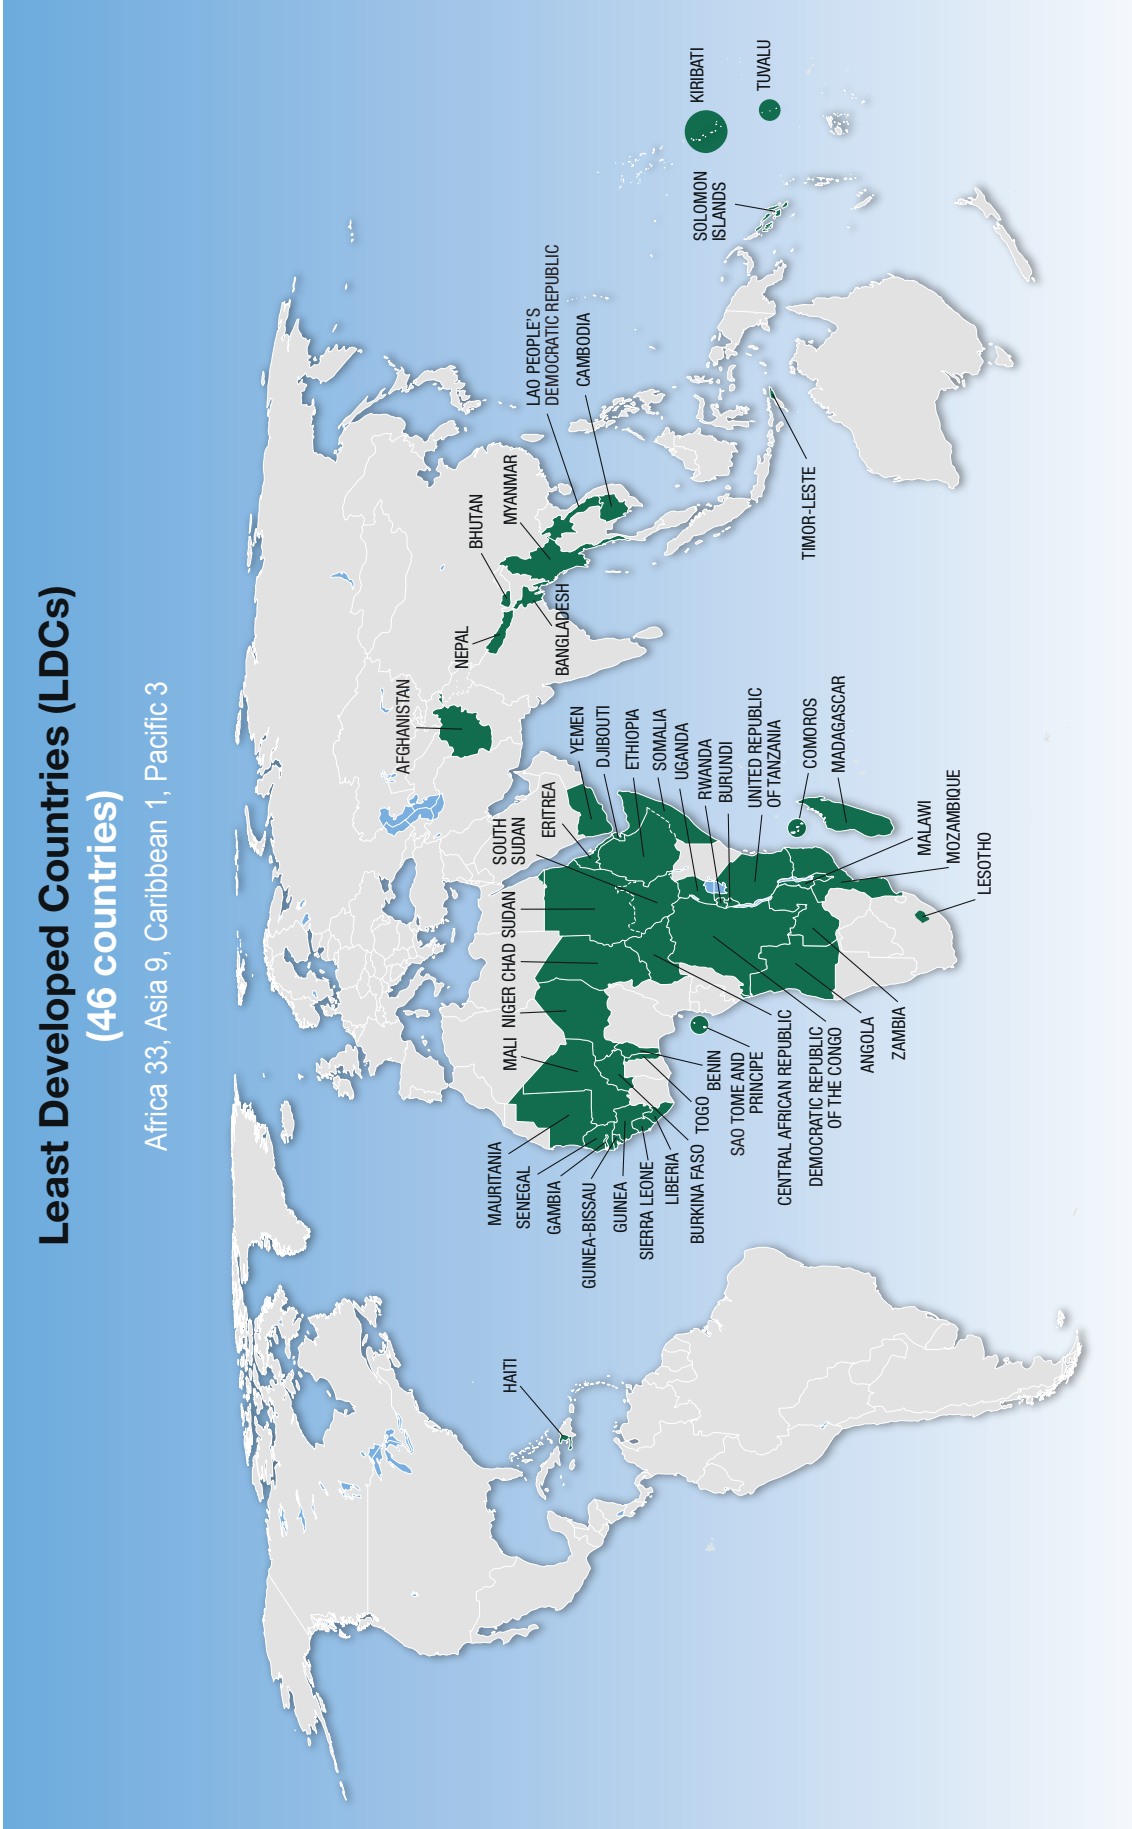 Least Developed Countries (LDCs)
(46 countries)
Africa 33, Asia 9, Caribbean 1, Pacific 3
HAITI
MAURITANIA
SENEGAL
GAMBIA
GUINEA-BISSAU
GUINEA
SIERRA LEONE
LIBERIA
BURKINA FASO
MALI
NIGER
CHAD
SUDAN
SOUTH
SUDAN
ERITREA
TOGO
BENIN
SAO TOME AND
PRINCIPE
CENTRAL AFRICAN REPUBLIC
DEMOCRATIC REPUBLIC
OF THE CONGO
ANGOLA
ZAMBIA
YEMEN
DJIBOUTI
ETHIOPIA
SOMALIA
UGANDA
RWANDA
BURUNDI
UNITED REPUBLIC
OF TANZANIA
COMOROS
MADAGASCAR
MALAWI
MOZAMBIQUE
LESOTHO
AFGHANISTAN
NEPAL
BHUTAN
BANGLADESH
MYANMAR
LAO PEOPLE'S
DEMOCRATIC REPUBLIC
CAMBODIA
TIMOR-LESTE
SOLOMON
ISLANDS
KIRIBATI
TUVALU